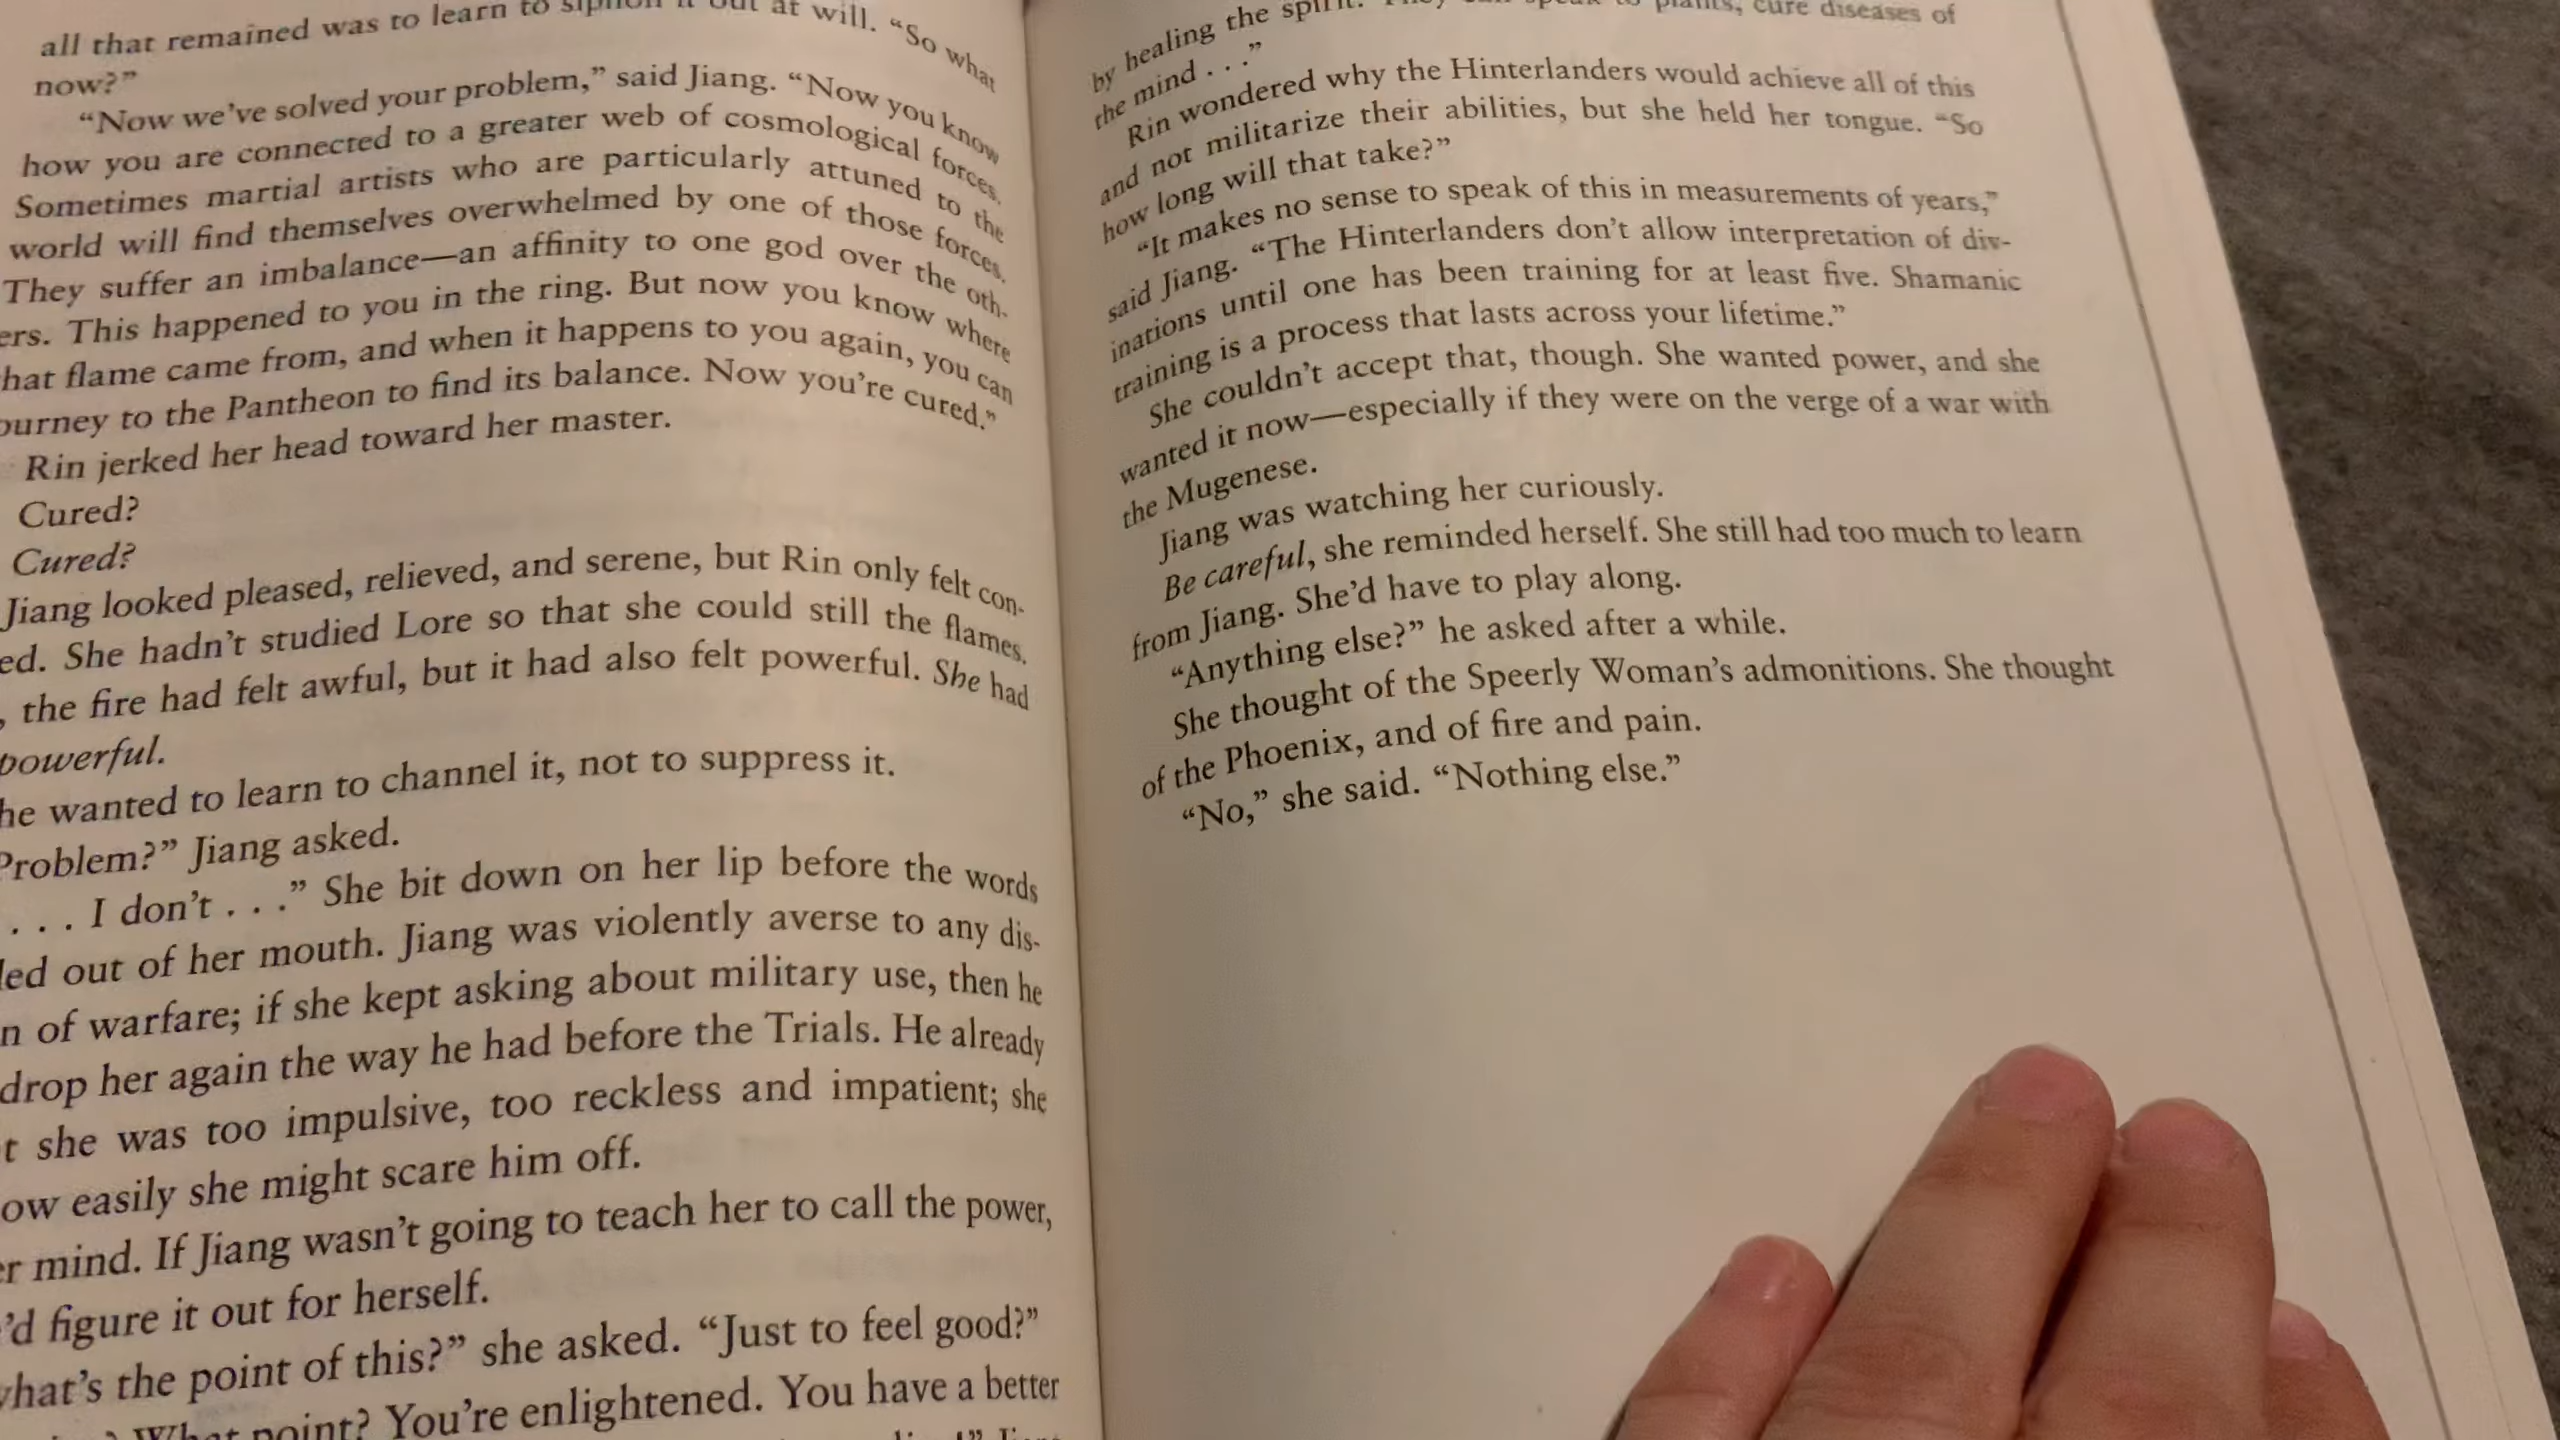 all that remained was to learn to siphon it out at will. “So what
now?”
“Now we’ve solved your problem,” said Jiang. “Now you know
how you are connected to a greater web of cosmological forces.
Sometimes martial artists who are particularly attuned to the
world will find themselves overwhelmed by one of those forces.
They suffer an imbalance—an affinity to one god over the oth-
ers. This happened to you in the ring. But now you know where
hat flame came from, and when it happens to you again, you can
ourney to the Pantheon to find its balance. Now you’re cured.”
Rin jerked her head toward her master.
Cured?
Cured?
Jiang looked pleased, relieved, and serene, but Rin only felt con-
ed. She hadn’t studied Lore so that she could still the flames.
, the fire had felt awful, but it had also felt powerful. She had
powerful.
he wanted to learn to channel it, not to suppress it.
Problem?” Jiang asked.
. . . I don’t . . .” She bit down on her lip before the words
led out of her mouth. Jiang was violently averse to any dis-
n of warfare; if she kept asking about military use, then he
drop her again the way he had before the Trials. He already
t she was too impulsive, too reckless and impatient; she
ow easily she might scare him off.
er mind. If Jiang wasn’t going to teach her to call the power,
’d figure it out for herself.
what’s the point of this?” she asked. “Just to feel good?”
What point? You’re enlightened. You have a better
by healing the spirit. They can speak to plants, cure diseases of
the mind . . .”
Rin wondered why the Hinterlanders would achieve all of this
and not militarize their abilities, but she held her tongue. “So
how long will that take?”
“It makes no sense to speak of this in measurements of years,”
said Jiang. “The Hinterlanders don’t allow interpretation of div-
inations until one has been training for at least five. Shamanic
training is a process that lasts across your lifetime.”
She couldn’t accept that, though. She wanted power, and she
wanted it now—especially if they were on the verge of a war with
the Mugenese.
Jiang was watching her curiously.
Be careful, she reminded herself. She still had too much to learn
from Jiang. She’d have to play along.
“Anything else?” he asked after a while.
She thought of the Speerly Woman’s admonitions. She thought
of the Phoenix, and of fire and pain.
“No,” she said. “Nothing else.”